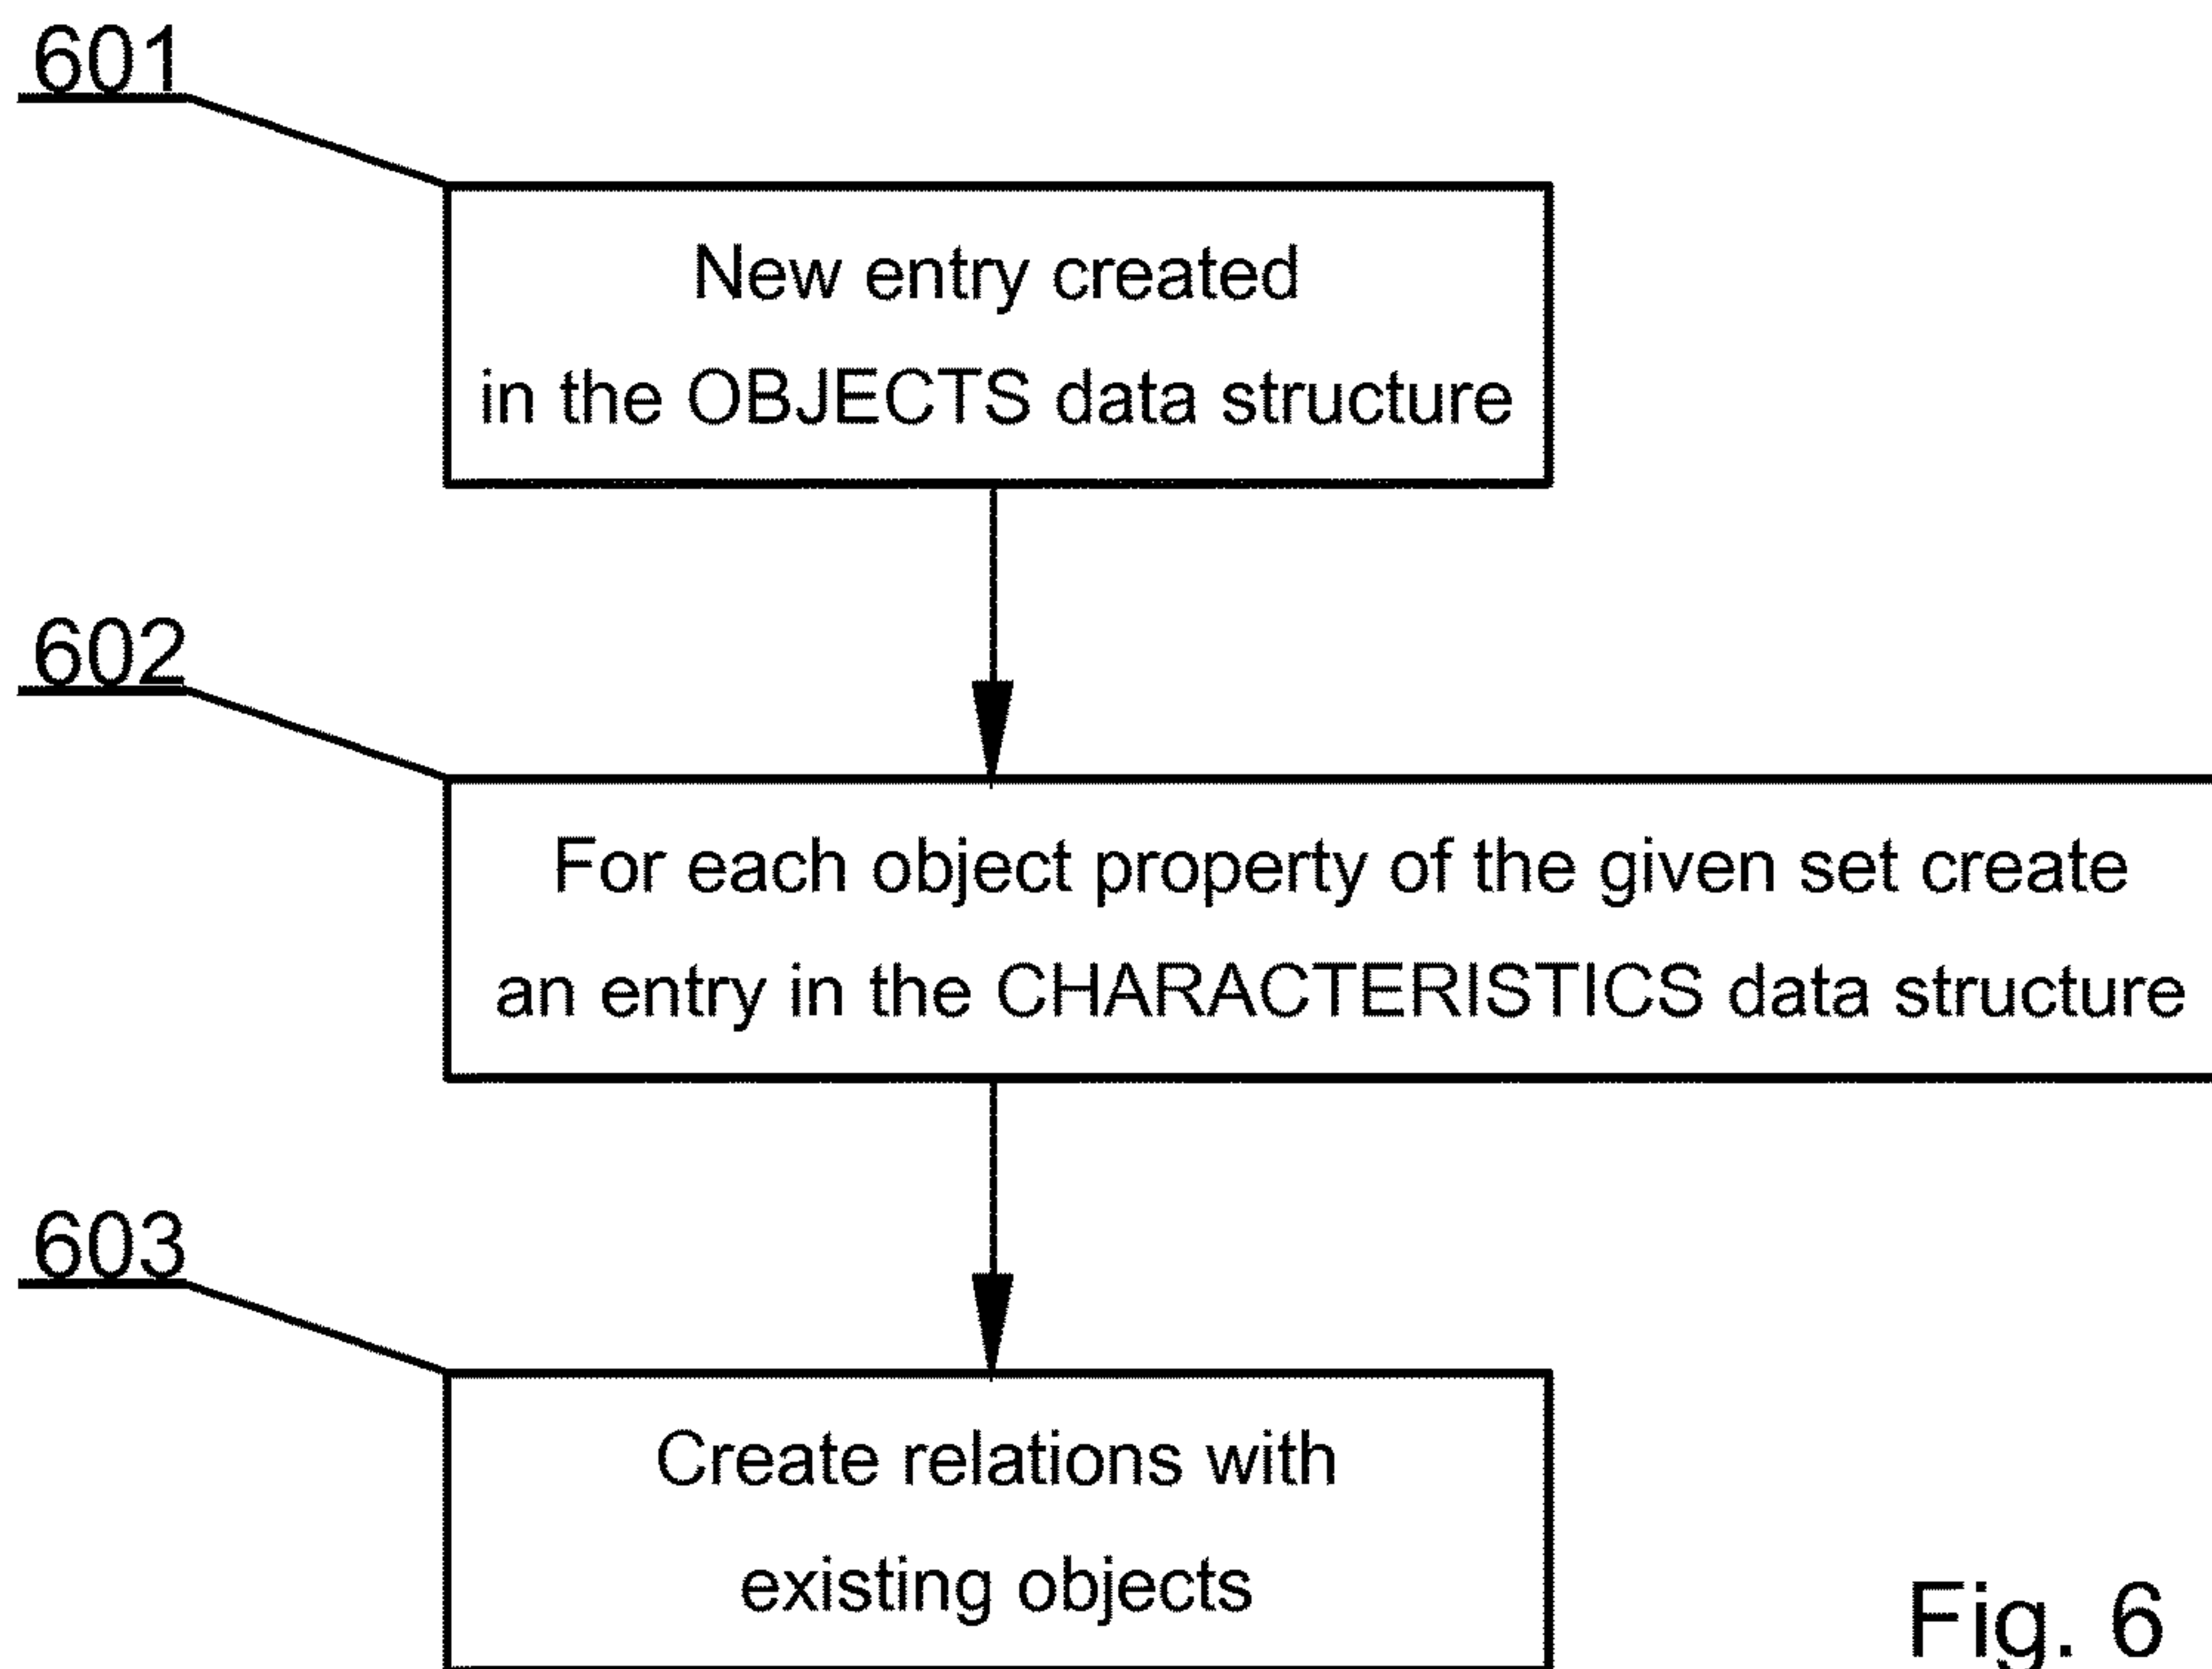 601
New entry created
in the OBJECTS data structure
602
For each object property of the given set create
an entry in the CHARACTERISTICS data structure
603
Create relations with
existing objects
Fig. 6